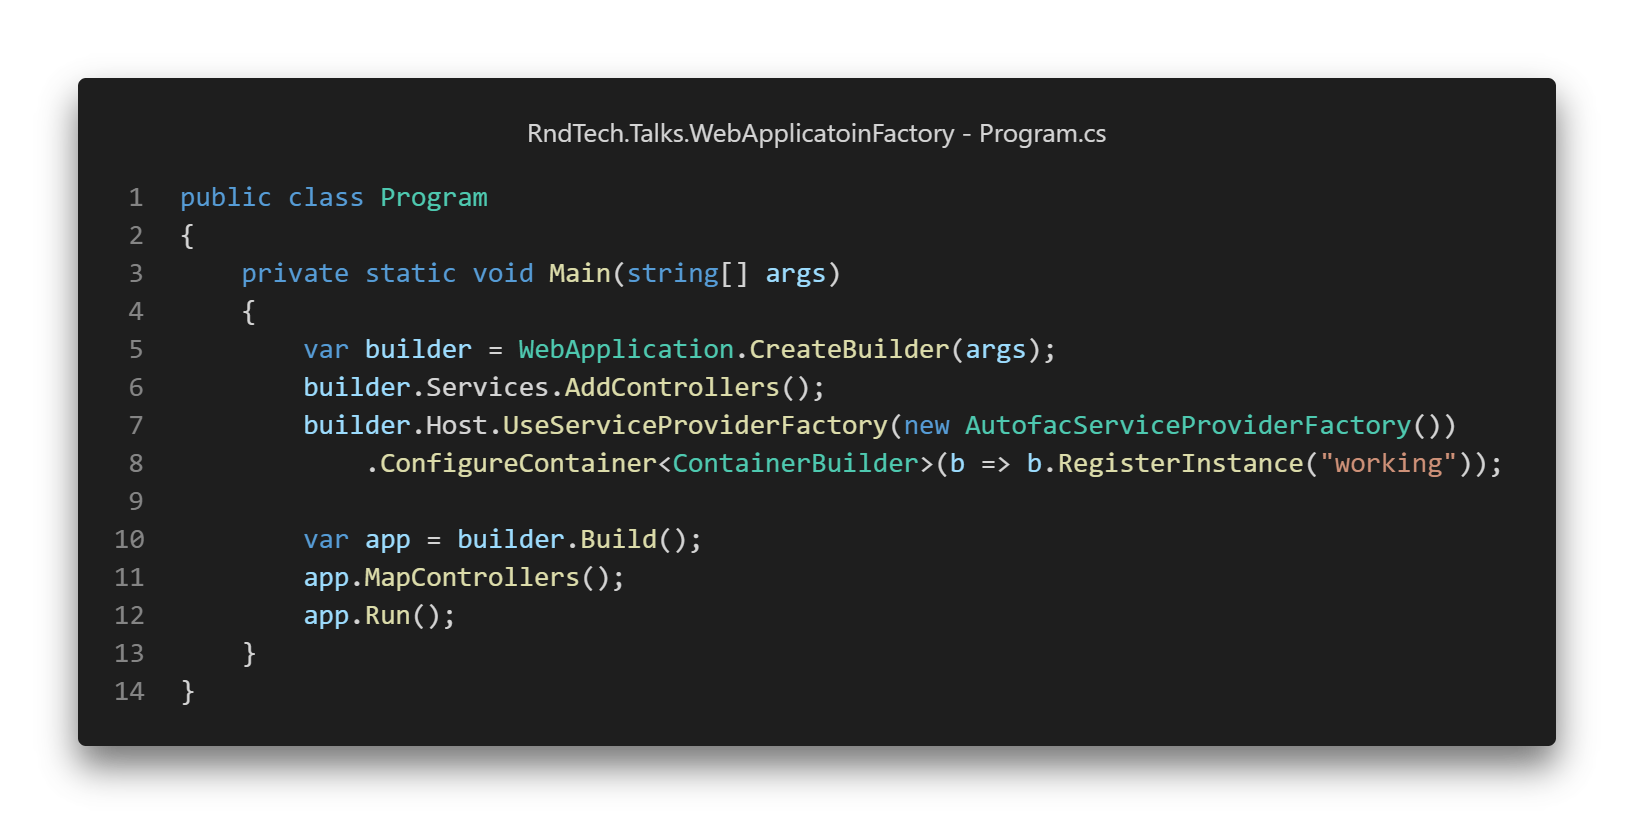 RndTech.Talks.WebApplicatoinFactory - Program.cs
1 public class Program
2 {
3     private static void Main(string[] args)
4     {
5         var builder = WebApplication.CreateBuilder(args);
6         builder.Services.AddControllers();
7         builder.Host.UseServiceProviderFactory(new AutofacServiceProviderFactory())
8             .ConfigureContainer<ContainerBuilder>(b => b.RegisterInstance("working"));
9
10         var app = builder.Build();
11         app.MapControllers();
12         app.Run();
13     }
14 }